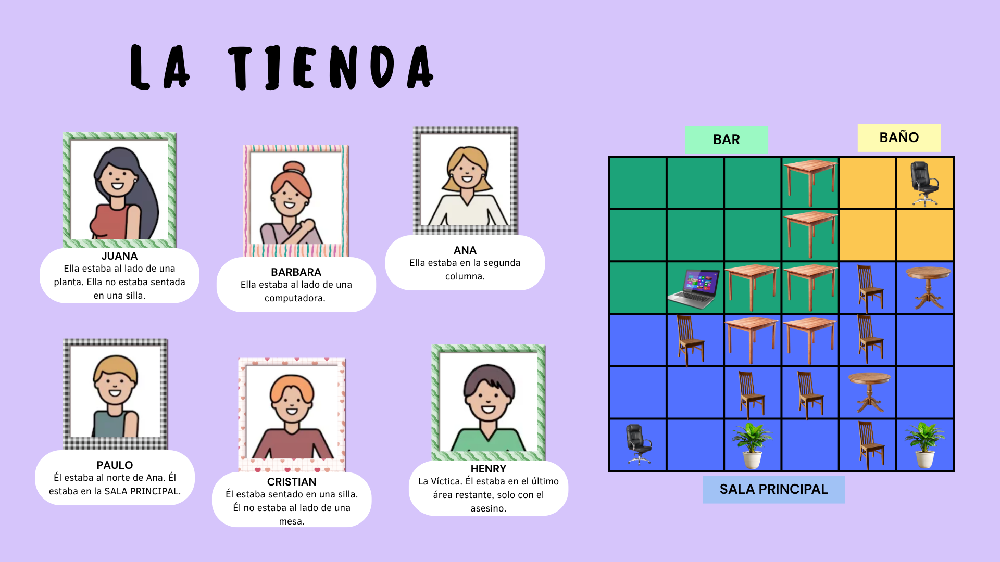 LA TIENDA
JUANA
Ella estaba al lado de una
planta. Ella no estaba sentada
en una silla.
BARBARA
Ella estaba al lado de una
computadora.
ANA
Ella estaba en la segunda
columna.
PAULO
Él estaba al norte de Ana. Él
estaba en la SALA PRINCIPAL.
CRISTIAN
Él estaba sentado en una silla.
Él no estaba al lado de una
mesa.
HENRY
La Víctica. Él estaba en el último
área restante, solo con el
asesino.
BAR
BAÑO
SALA PRINCIPAL